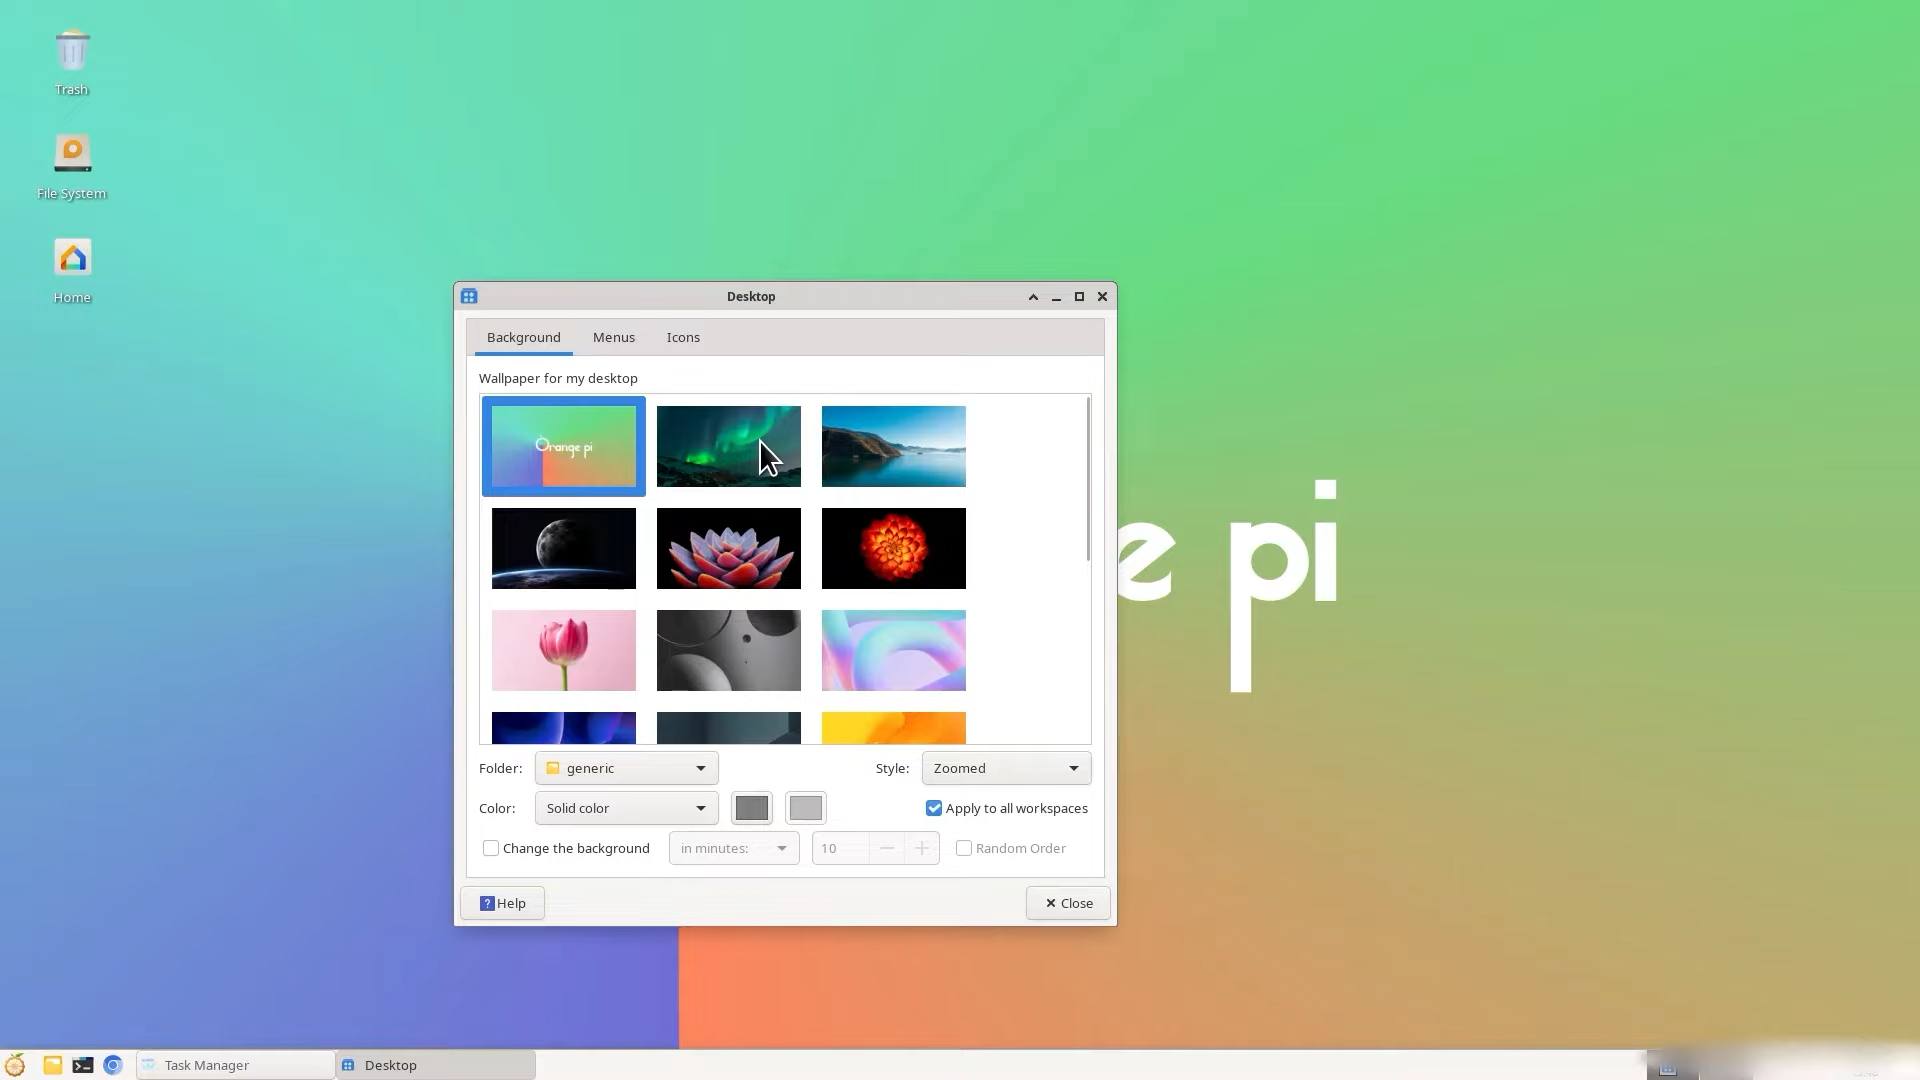 Trash
File System
Home
Desktop
Background
Menus
Icons
Wallpaper for my desktop
Orange pi
e pi
Folder:
generic
Style:
Zoomed
Color:
Solid color
Apply to all workspaces
Change the background
in minutes:
10
Random Order
? Help
Close
Task Manager
Desktop